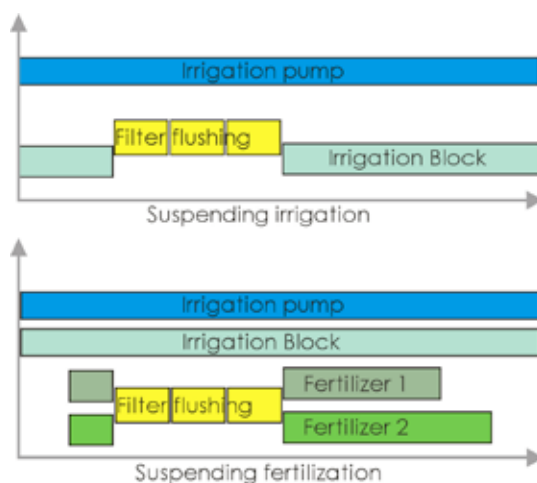 Irrigation pump
Filter flushing
Irrigation Block
Suspending irrigation
Irrigation pump
Irrigation Block
Fertilizer 1
Filter flushing
Fertilizer 2
Suspending fertilization